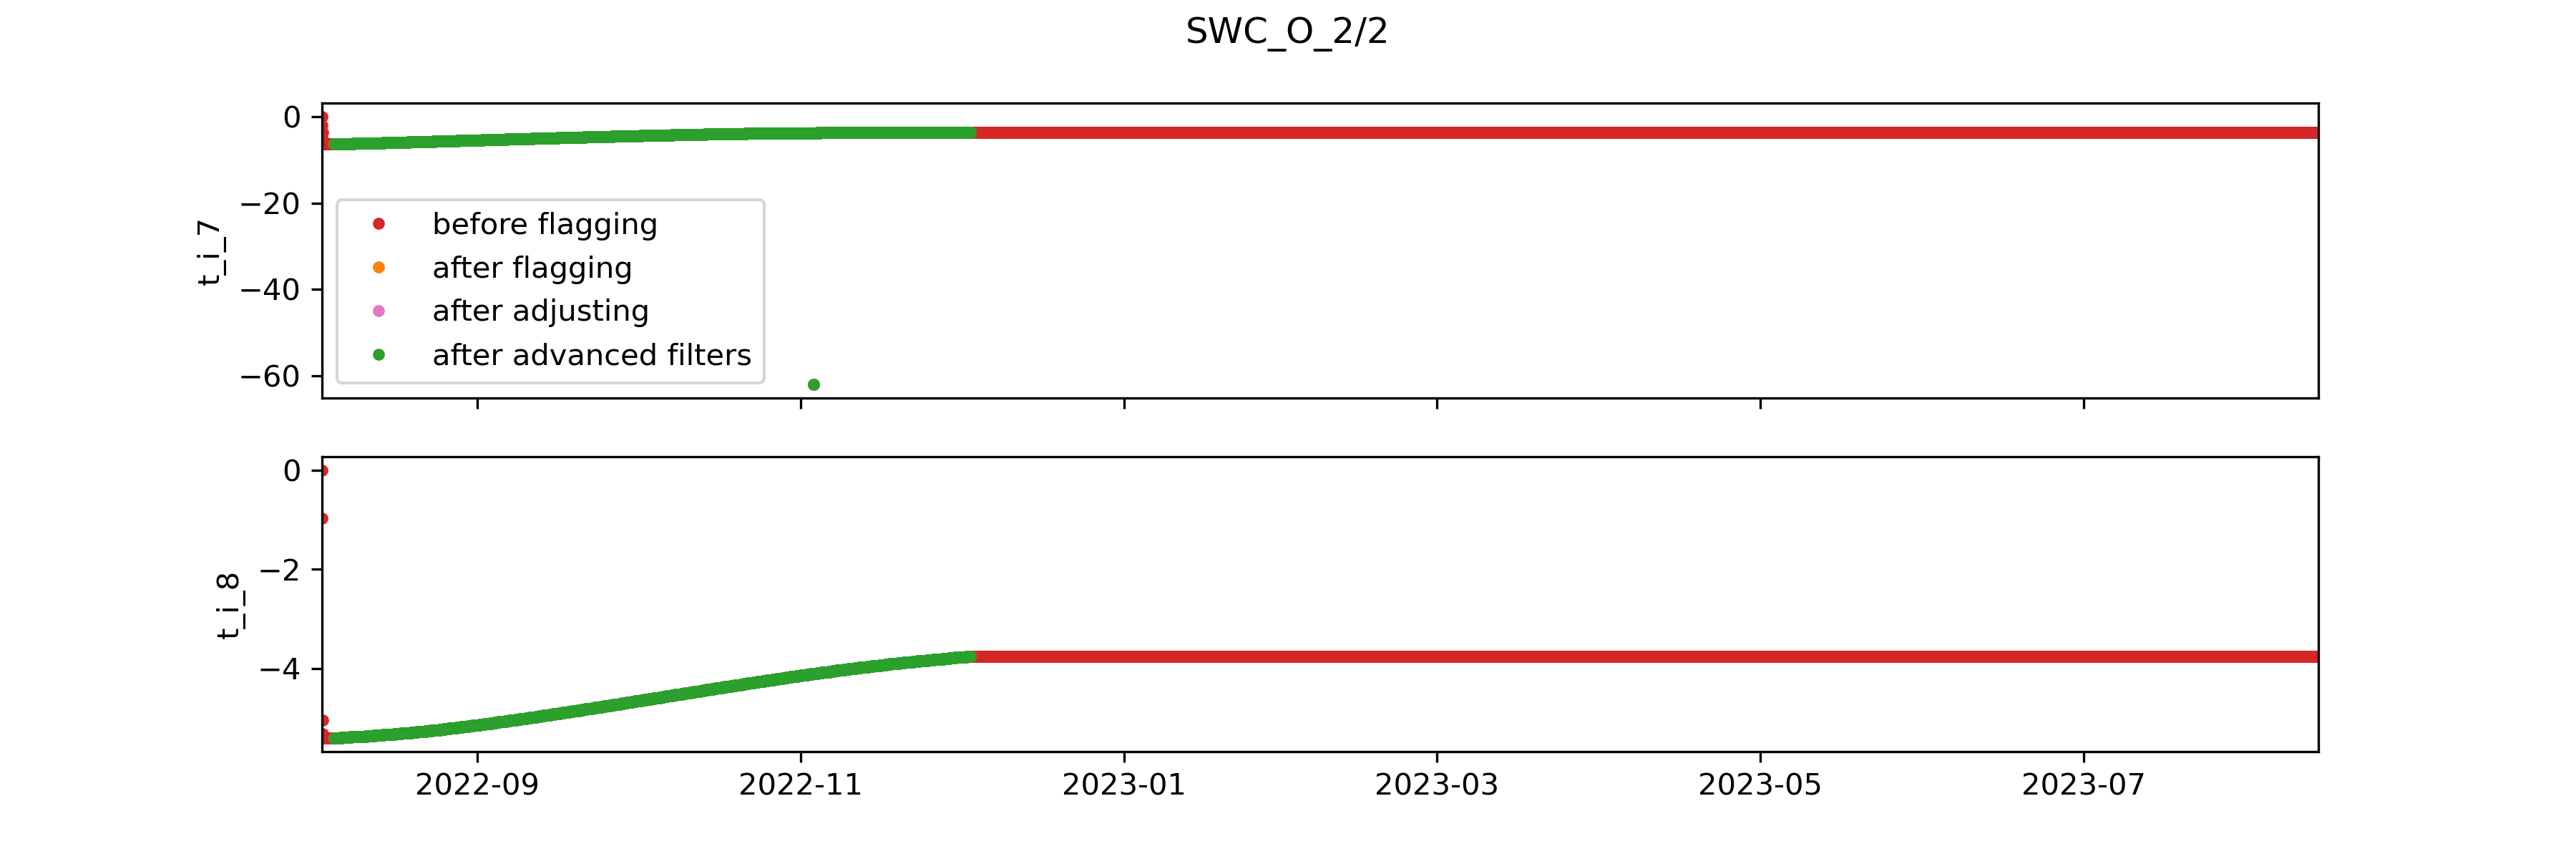 SWC_O_2/2
t_i_7
0
−20
−40
−60
before flagging
after flagging
after adjusting
after advanced filters
t_i_8
0
−2
−4
2022-09 2022-11 2023-01 2023-03 2023-05 2023-07